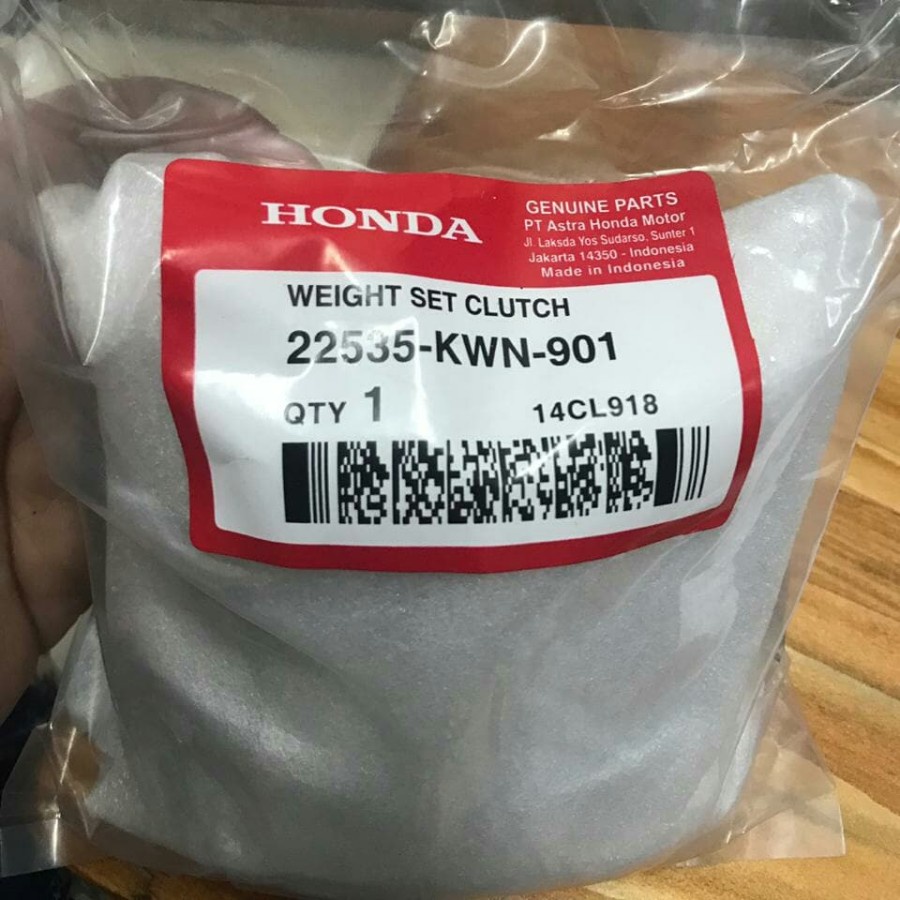 HONDA
GENUINE PARTS
PT Astra Honda Motor
Jl. Laksda Yos Sudarso, Sunter 1
Jakarta 14350 - Indonesia
Made in Indonesia
WEIGHT SET CLUTCH
22535-KWN-901
QTY 1 14CL918